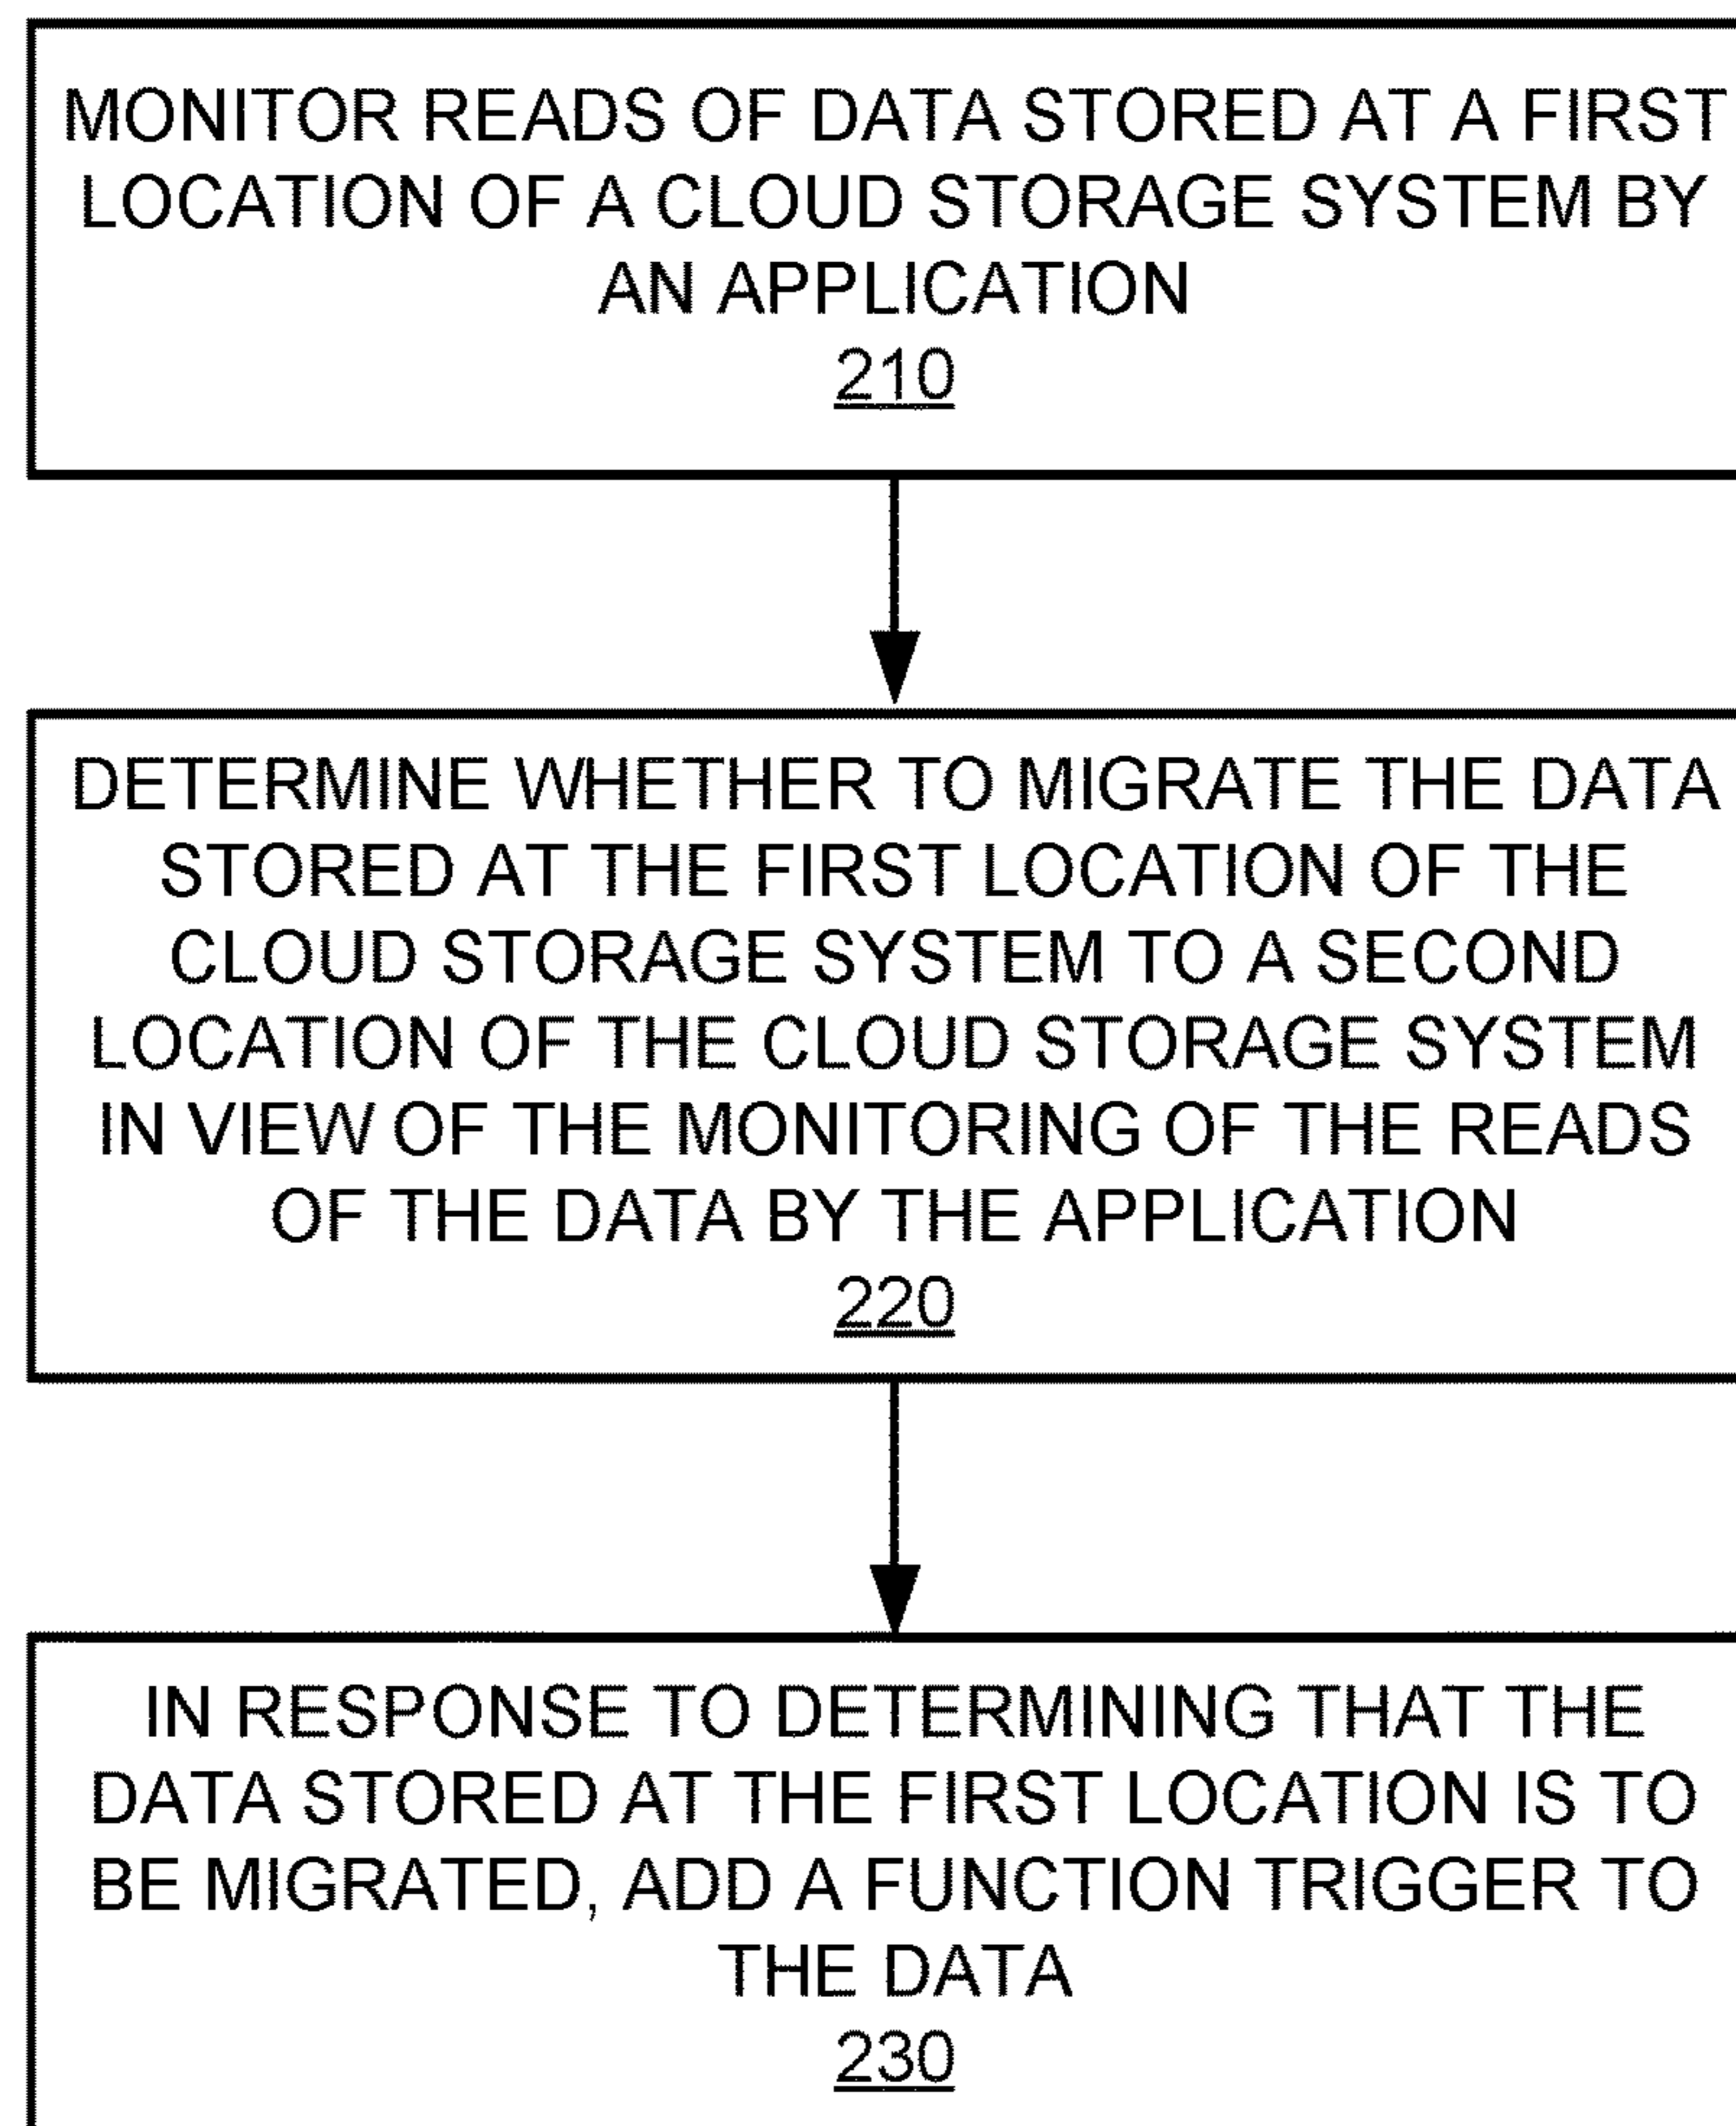 MONITOR READS OF DATA STORED AT A FIRST
LOCATION OF A CLOUD STORAGE SYSTEM BY
AN APPLICATION
210
DETERMINE WHETHER TO MIGRATE THE DATA
STORED AT THE FIRST LOCATION OF THE
CLOUD STORAGE SYSTEM TO A SECOND
LOCATION OF THE CLOUD STORAGE SYSTEM
IN VIEW OF THE MONITORING OF THE READS
OF THE DATA BY THE APPLICATION
220
IN RESPONSE TO DETERMINING THAT THE
DATA STORED AT THE FIRST LOCATION IS TO
BE MIGRATED, ADD A FUNCTION TRIGGER TO
THE DATA
230